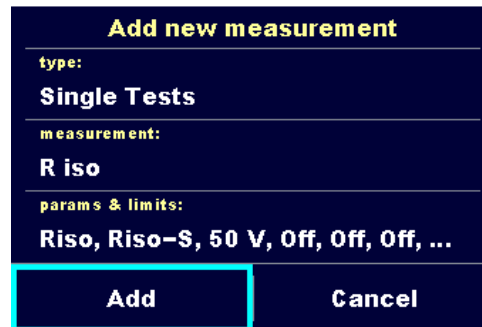 Add new measurement
type:
Single Tests
measurement:
R iso
params & limits:
Riso, Riso-S, 50 V, Off, Off, Off, ...
Add
Cancel